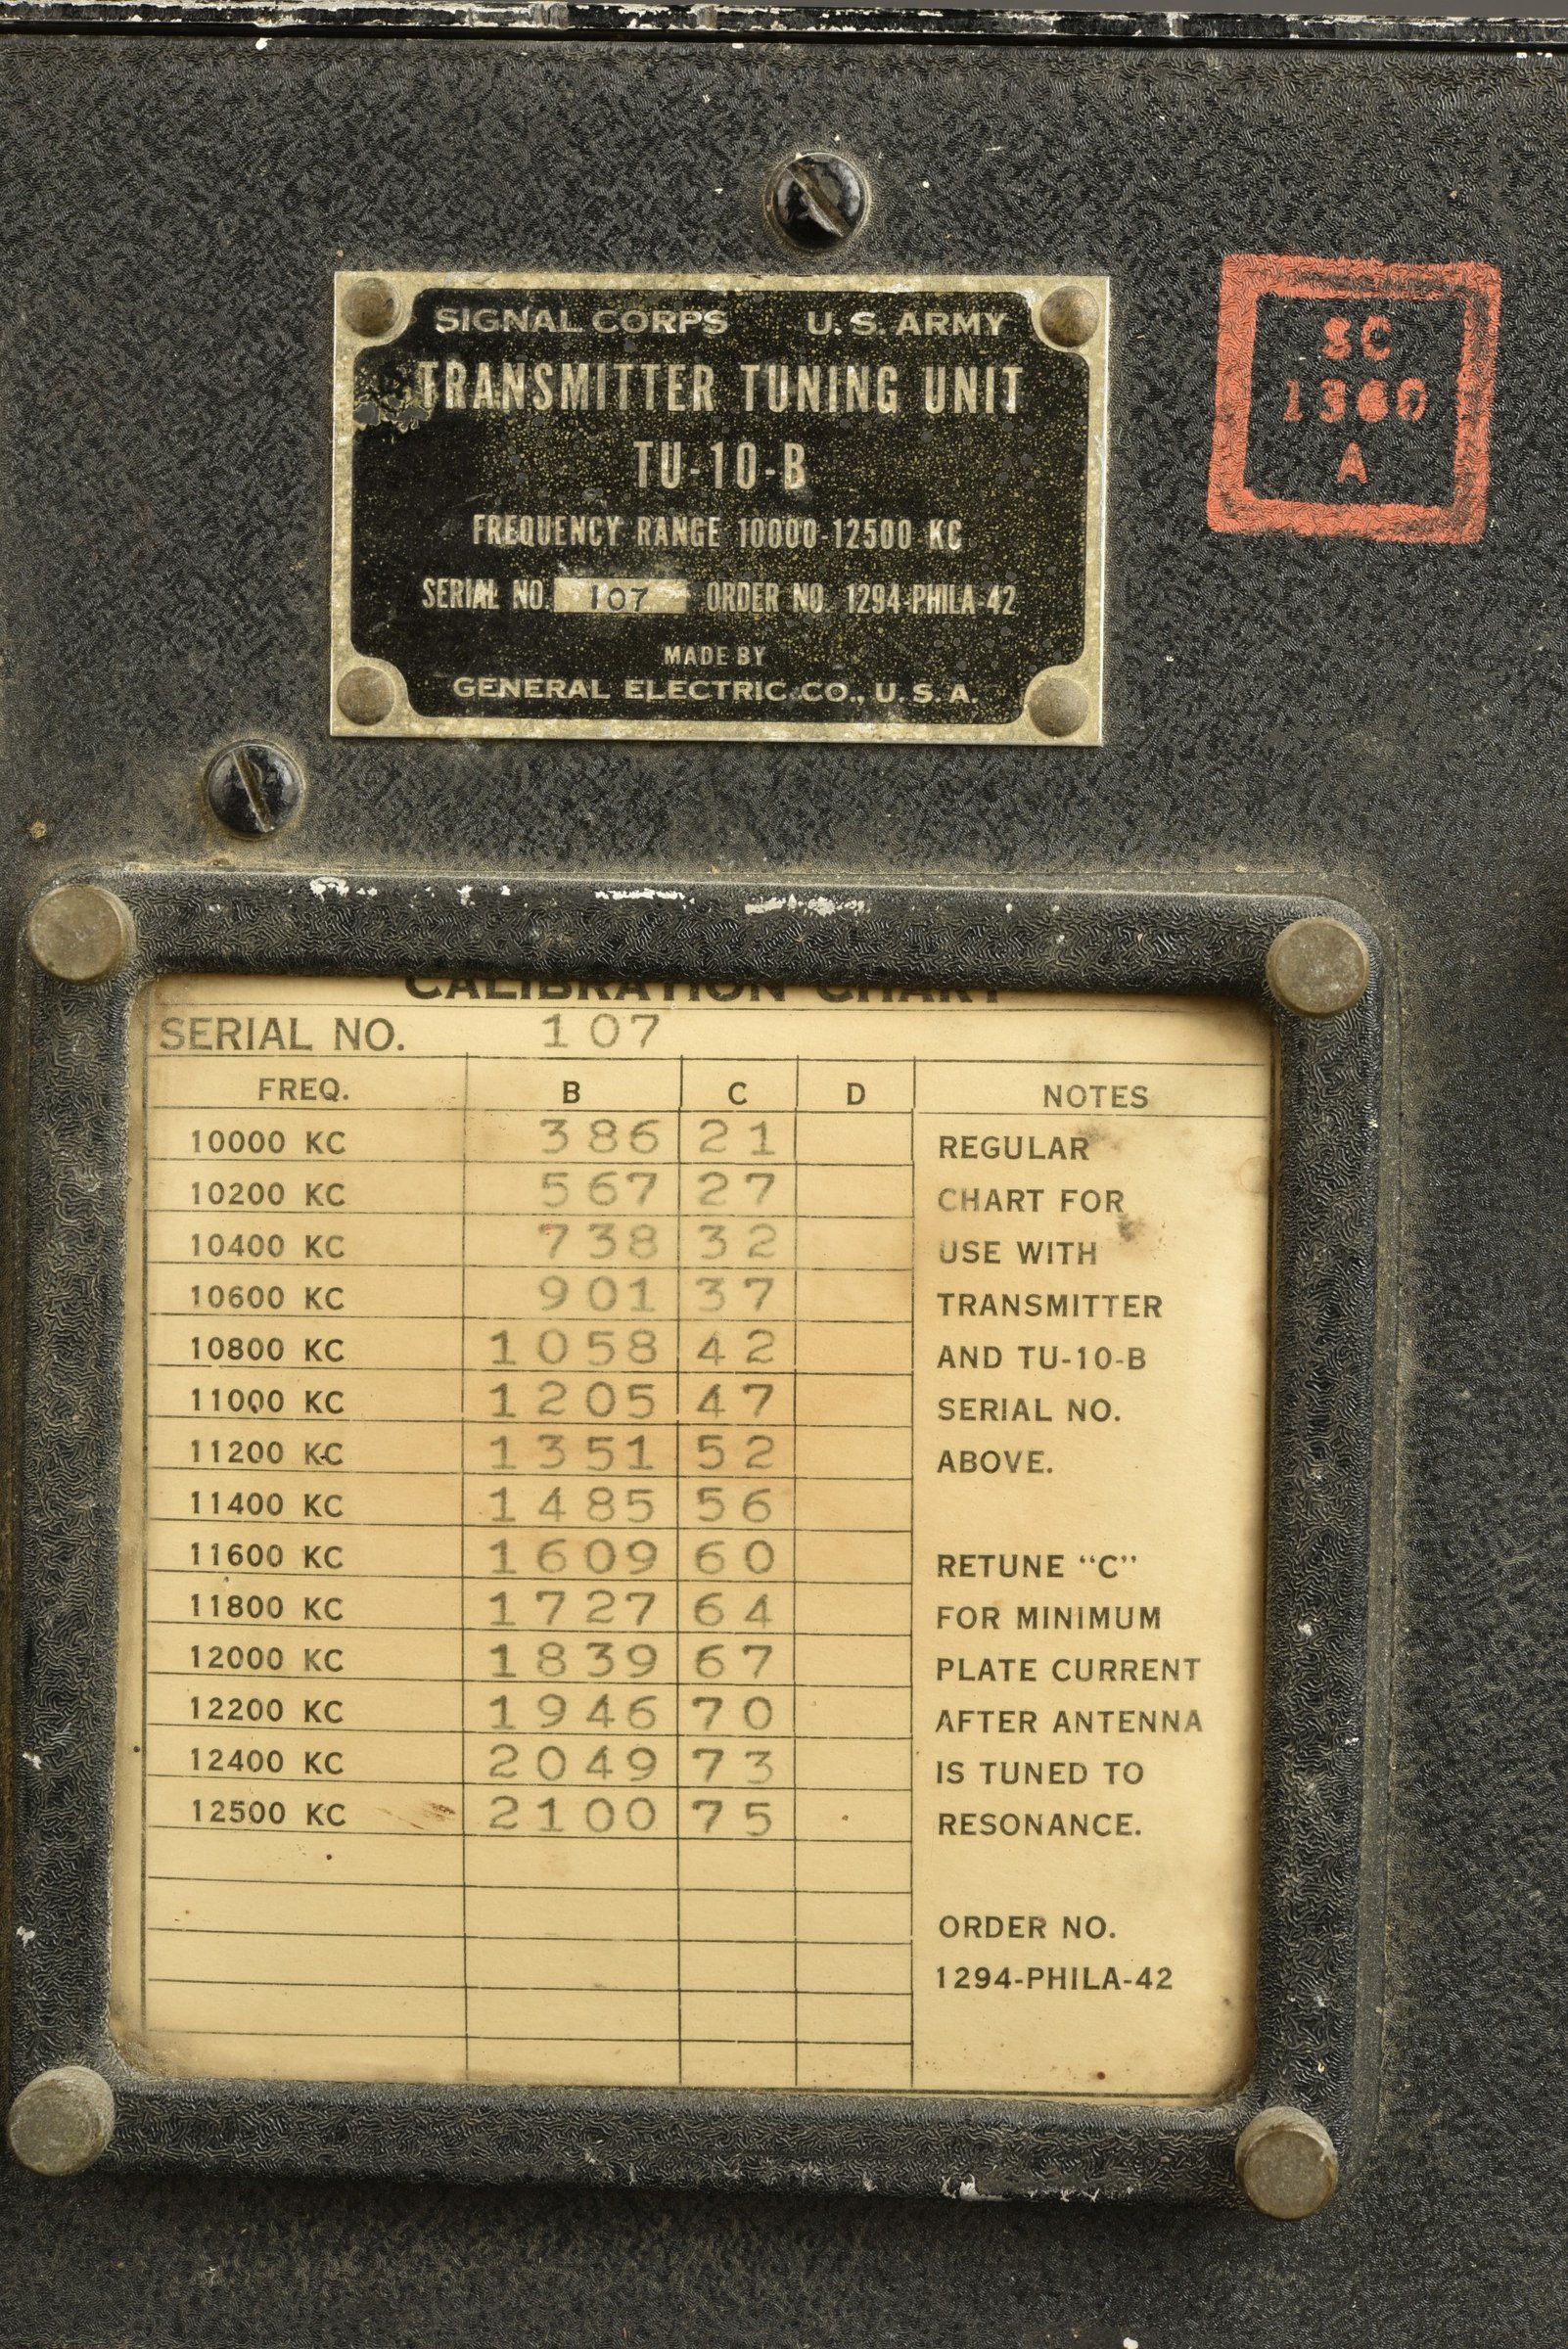 SIGNAL CORPS U. S. ARMY
TRANSMITTER TUNING UNIT
TU-10-B
FREQUENCY RANGE 10000-12500 KC
SERIAL NO. 107 ORDER NO. 1294-PHILA-42
MADE BY
GENERAL ELECTRIC CO., U. S. A.
SC
1360
A
CALIBRATION CHART
SERIAL NO. 107
FREQ. B C D NOTES
10000 KC 386 21 REGULAR
10200 KC 567 27 CHART FOR
10400 KC 738 32 USE WITH
10600 KC 901 37 TRANSMITTER
10800 KC 1058 42 AND TU-10-B
11000 KC 1205 47 SERIAL NO.
11200 KC 1351 52 ABOVE.
11400 KC 1485 56
11600 KC 1609 60 RETUNE “C”
11800 KC 1727 64 FOR MINIMUM
12000 KC 1839 67 PLATE CURRENT
12200 KC 1946 70 AFTER ANTENNA
12400 KC 2049 73 IS TUNED TO
12500 KC 2100 75 RESONANCE.
ORDER NO.
1294-PHILA-42